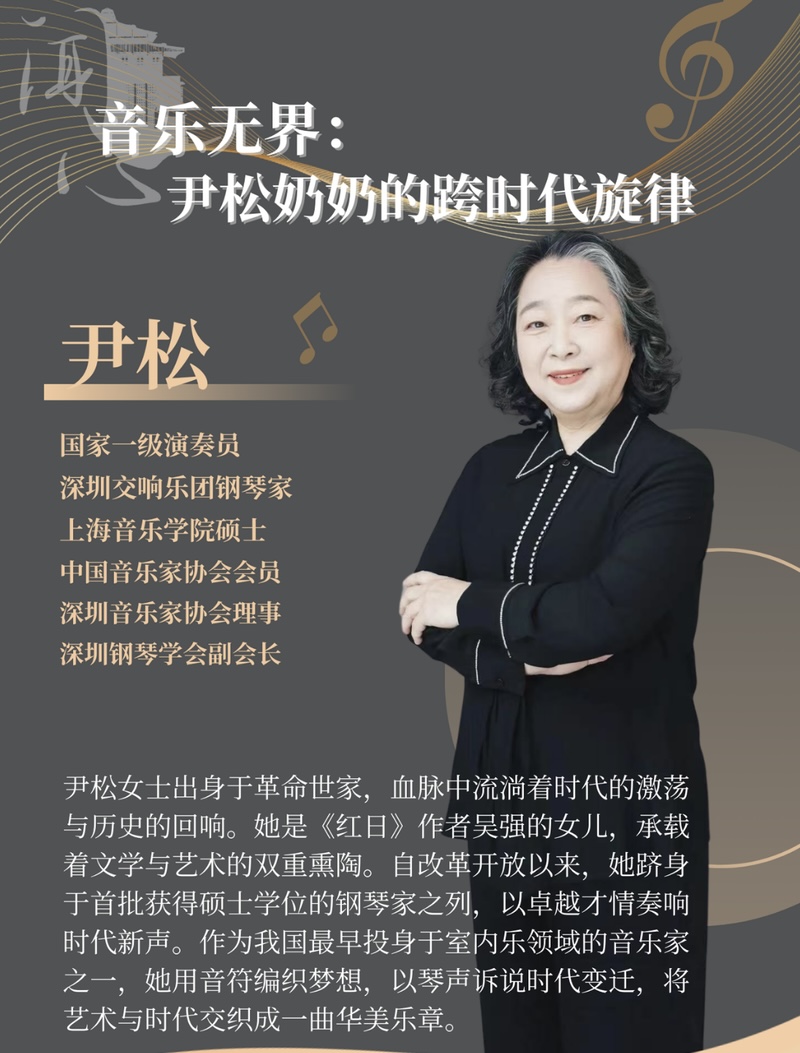 音乐无界：
尹松奶奶的跨时代旋律
尹松
国家一级演奏员
深圳交响乐团钢琴家
上海音乐学院硕士
中国音乐家协会会员
深圳音乐家协会理事
深圳钢琴学会副会长
尹松女士出身于革命世家，血脉中流淌着时代的激荡
与历史的回响。她是《红日》作者吴强的女儿，承载
着文学与艺术的双重熏陶。自改革开放以来，她跻身
于首批获得硕士学位的钢琴家之列，以卓越才情奏响
时代新声。作为我国最早投身于室内乐领域的音乐家
之一，她用音符编织梦想，以琴声诉说时代变迁，将
艺术与时代交织成一曲华美乐章。